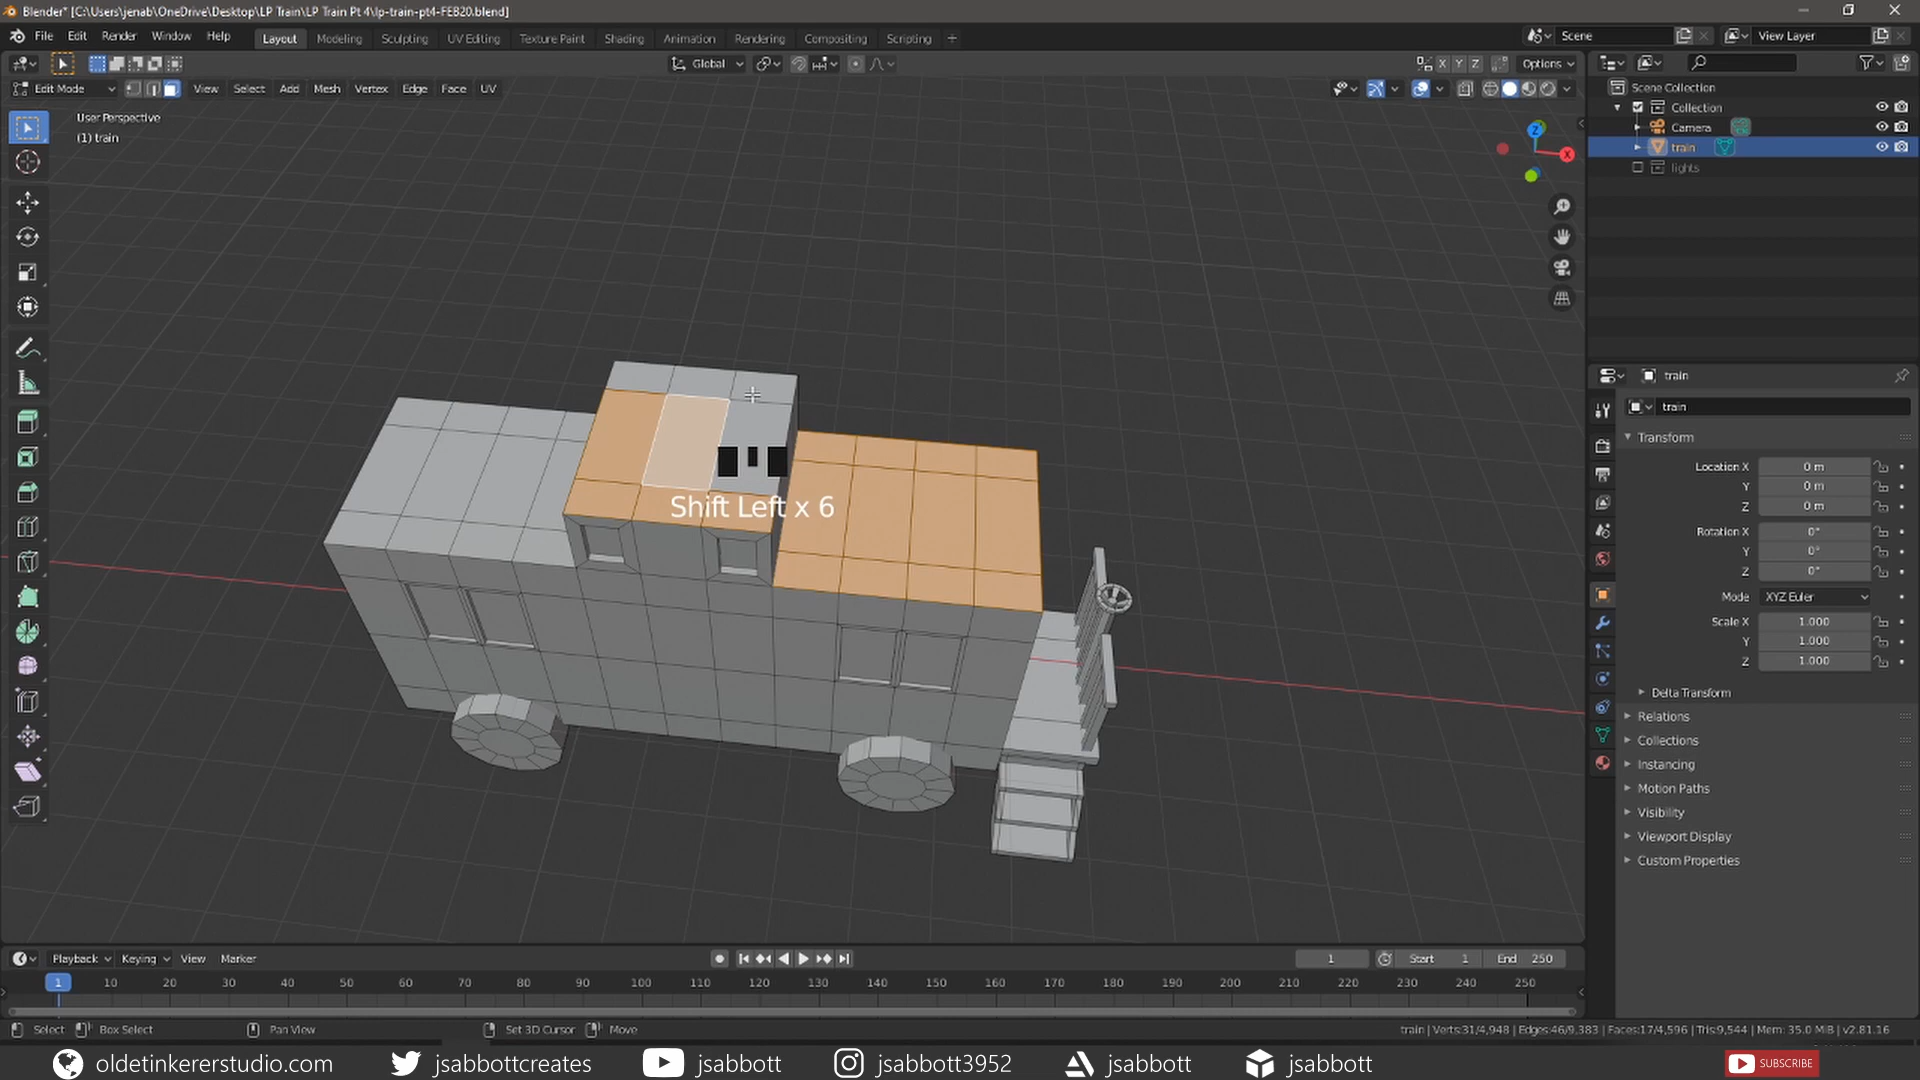 Blender* [C:\Users\jenab\OneDrive\Desktop\LP Train\LP Train Pt 4\lp-train-pt4-FEB20.blend]
File Edit Render Window Help Layout Modeling Sculpting UV Editing Texture Paint Shading Animation Rendering Compositing Scripting + Scene View Layer
Global X Y Z Options
Edit Mode View Select Add Mesh Vertex Edge Face UV
User Perspective
(1) train
Z
X
Shift Left x 6
Scene Collection
Collection
Camera
train
lights
train
train
Transform
Location X 0 m
Y 0 m
Z 0 m
Rotation X 0°
Y 0°
Z 0°
Mode XYZ Euler
Scale X 1.000
Y 1.000
Z 1.000
Delta Transform
Relations
Collections
Instancing
Motion Paths
Visibility
Viewport Display
Custom Properties
Playback Keying View Marker 1 Start 1 End 250
1 10 20 30 40 50 60 70 80 90 100 110 120 130 140 150 160 170 180 190 200 210 220 230 240 250
Select Box Select Pan View Set 3D Cursor Move train | Verts:31/4,948 | Edges:46/9,383 | Faces:17/4,596 | Tris:9,544 | Mem: 35.0 MiB | v2.81.16
oldetinkererstudio.com jsabbottcreates jsabbott jsabbott3952 jsabbott jsabbott SUBSCRIBE